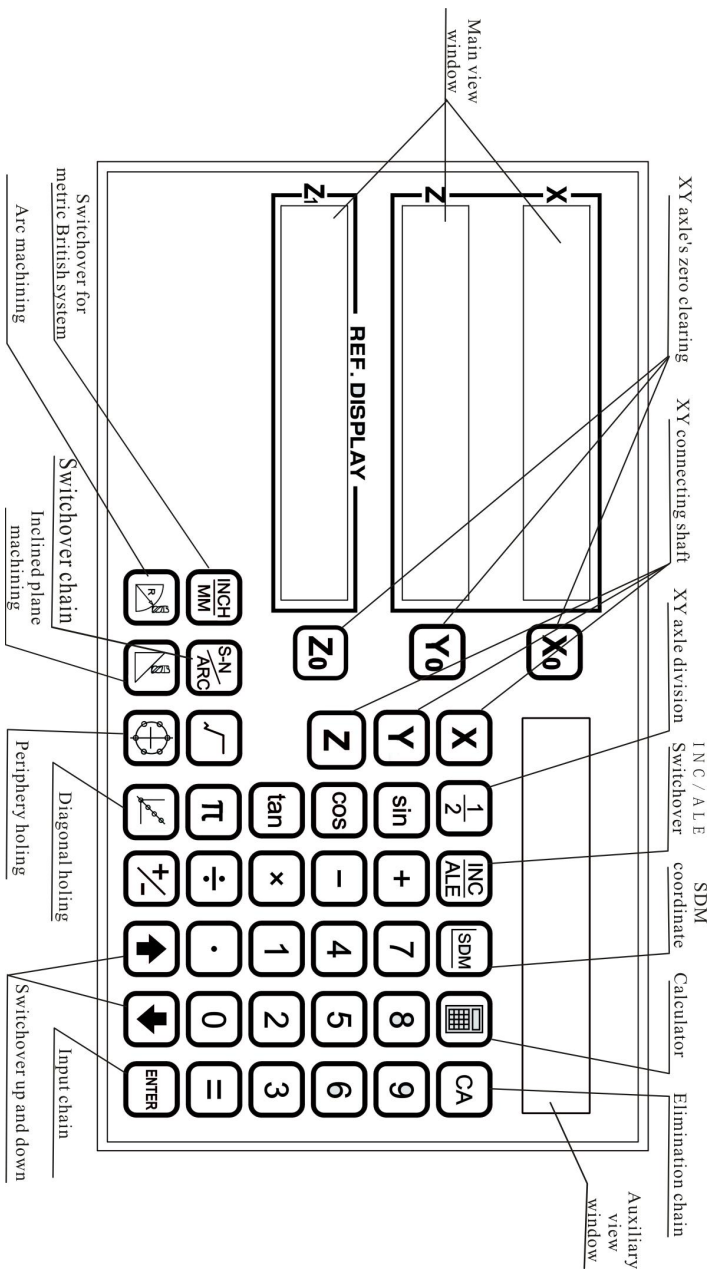 XY axle's zero clearing
XY connecting shaft
XY axle division
INC/ALE
Switchover
SDM
coordinate
Calculator
Elimination chain
Auxiliary
view
window
Main view
window
X
Z
Z1
REF. DISPLAY
X0
Y0
Z0
X
1
2
INC
ALE
SDM
CA
Y
sin
+
7
8
9
Z
cos
−
4
5
6
tan
×
1
2
3
INCH
MM
S-N
ARC
√
π
÷
·
0
=
R
+/−
ENTER
Switchover for
metric British system
Arc machining
Switchover chain
Inclined plane
machining
Periphery holing
Diagonal holing
Switchover up and down
Input chain